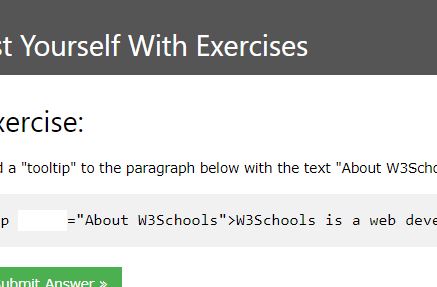 st Yourself With Exercises
xercise:
d a "tooltip" to the paragraph below with the text "About W3Scho
p ="About W3Schools">W3Schools is a web deve
ubmit Answer »